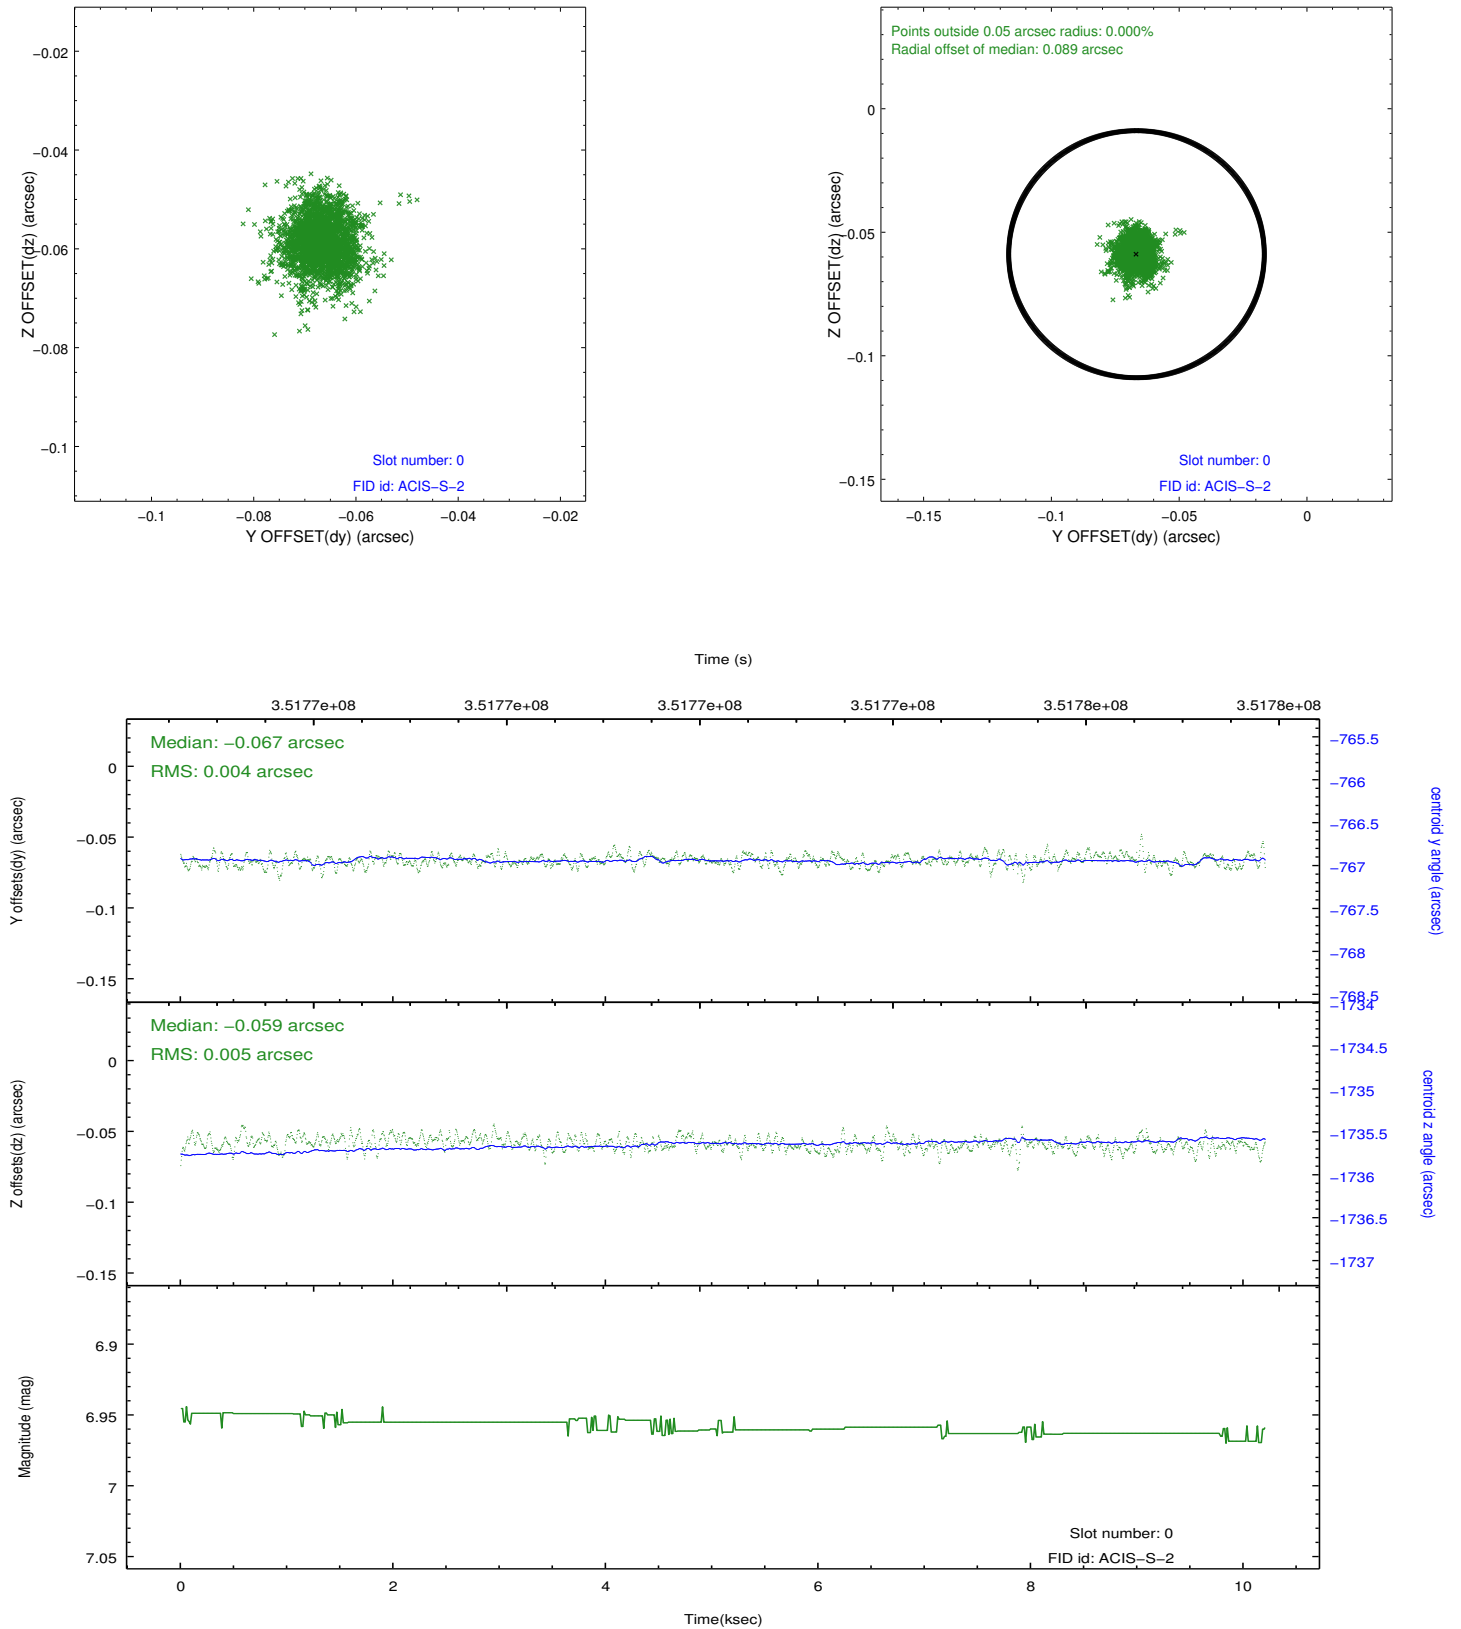 −0.02
−0.04
−0.06
−0.08
−0.1
Z OFFSET(dz) (arcsec)
Slot number: 0
FID id: ACIS−S−2
−0.1
−0.08
−0.06
−0.04
−0.02
Y OFFSET(dy) (arcsec)
Points outside 0.05 arcsec radius: 0.000%
Radial offset of median: 0.089 arcsec
0
−0.05
−0.1
−0.15
Z OFFSET(dz) (arcsec)
Slot number: 0
FID id: ACIS−S−2
−0.15
−0.1
−0.05
0
Y OFFSET(dy) (arcsec)
Time (s)
3.5177e+08
3.5177e+08
3.5177e+08
3.5177e+08
3.5178e+08
3.5178e+08
Median: −0.067 arcsec
RMS: 0.004 arcsec
0
−0.05
−0.1
−0.15
Y offsets(dy) (arcsec)
−765.5
−766
−766.5
−767
−767.5
−768
−768.5
centroid y angle (arcsec)
Median: −0.059 arcsec
RMS: 0.005 arcsec
0
−0.05
−0.1
−0.15
Z offsets(dz) (arcsec)
−1734
−1734.5
−1735
−1735.5
−1736
−1736.5
−1737
centroid z angle (arcsec)
6.9
6.95
7
7.05
Magnitude (mag)
Slot number: 0
FID id: ACIS−S−2
0
2
4
6
8
10
Time(ksec)